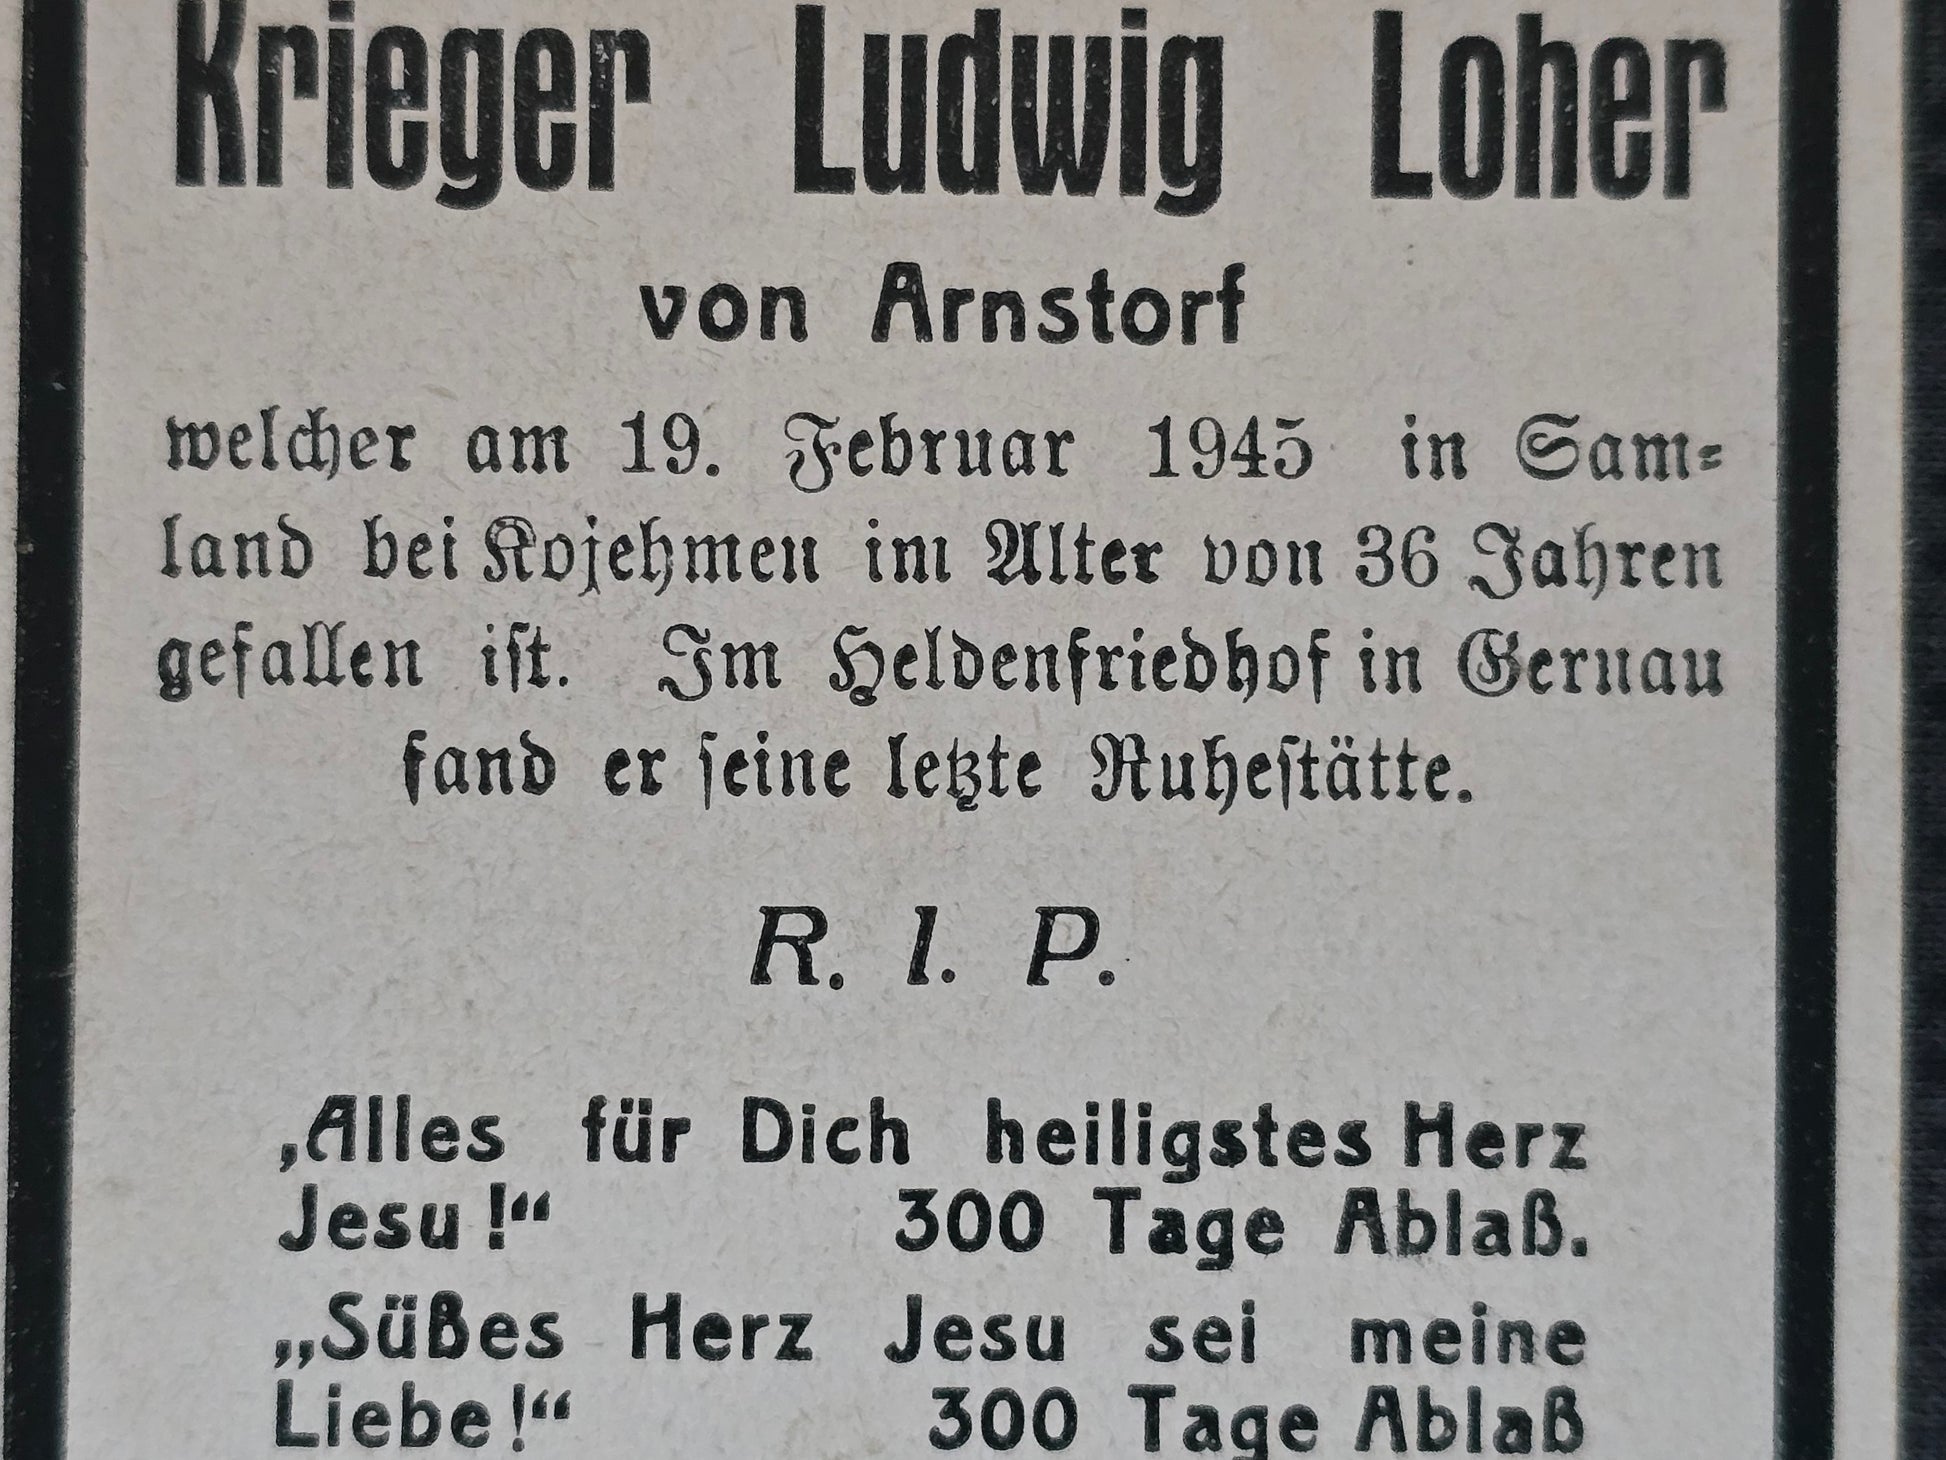 Krieger Ludwig Loher
von Arnstorf
welcher am 19. Februar 1945 in Sam-
land bei Kojehmen im Alter von 36 Jahren
gefallen ist. Im Heldenfriedhof in Gernau
fand er seine letzte Ruhestätte.
R. I. P.
‚Alles für Dich heiligstes Herz
Jesu!“ 300 Tage Ablaß.
„Süßes Herz Jesu sei meine
Liebe!“ 300 Tage Ablaß